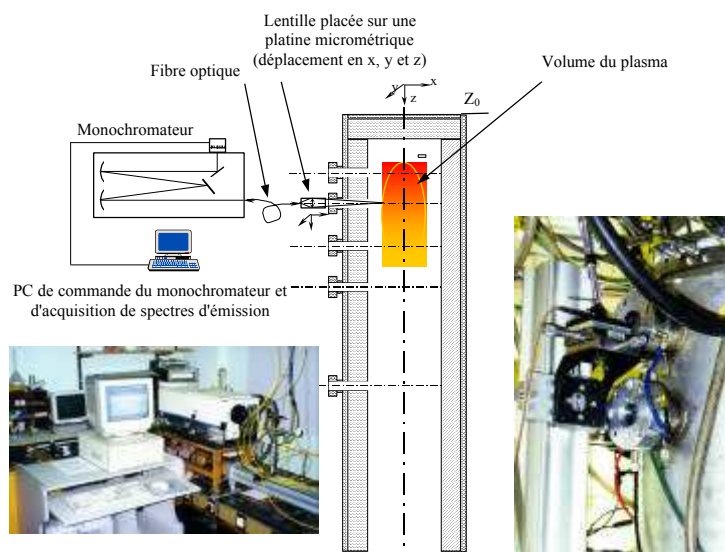 Lentille placée sur une
platine micrométrique
(déplacement en x, y et z)
Fibre optique
Volume du plasma
x
y
z
Z0
Monochromateur
PC de commande du monochromateur et
d'acquisition de spectres d'émission